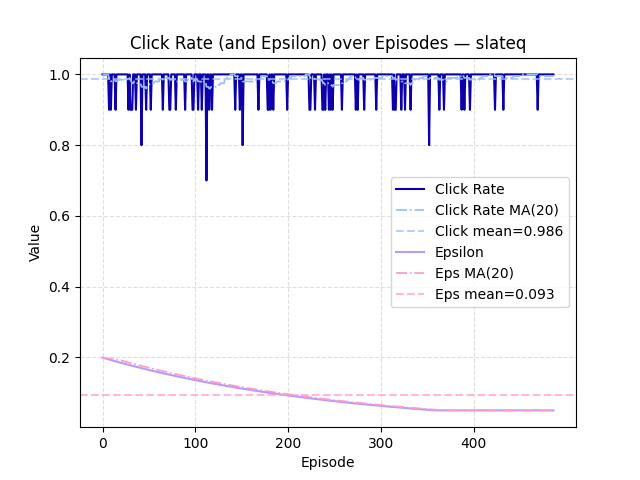 Click Rate (and Epsilon) over Episodes — slateq
Value
1.0
0.8
0.6
0.4
0.2
Click Rate
Click Rate MA(20)
Click mean=0.986
Epsilon
Eps MA(20)
Eps mean=0.093
0 100 200 300 400
Episode